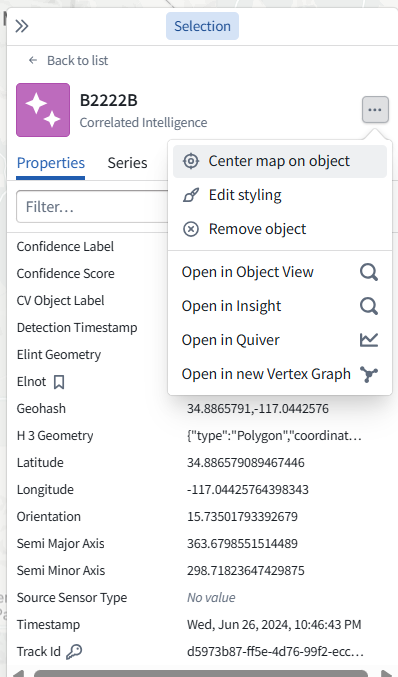 Selection
Back to list
B2222B
Correlated Intelligence
Properties
Series
Center map on object
Edit styling
Remove object
Open in Object View
Open in Insight
Open in Quiver
Open in new Vertex Graph
Filter…
Confidence Label
Confidence Score
CV Object Label
Detection Timestamp
Elint Geometry
Elnot
Geohash 34.8865791,-117.0442576
H 3 Geometry {"type":"Polygon","coordinat…
Latitude 34.886579089467446
Longitude -117.04425764398343
Orientation 15.73501793392679
Semi Major Axis 363.6798551514489
Semi Minor Axis 298.71823647429875
Source Sensor Type No value
Timestamp Wed, Jun 26, 2024, 10:46:43 PM
Track Id d5973b87-ff5e-4d76-99f2-ecc…